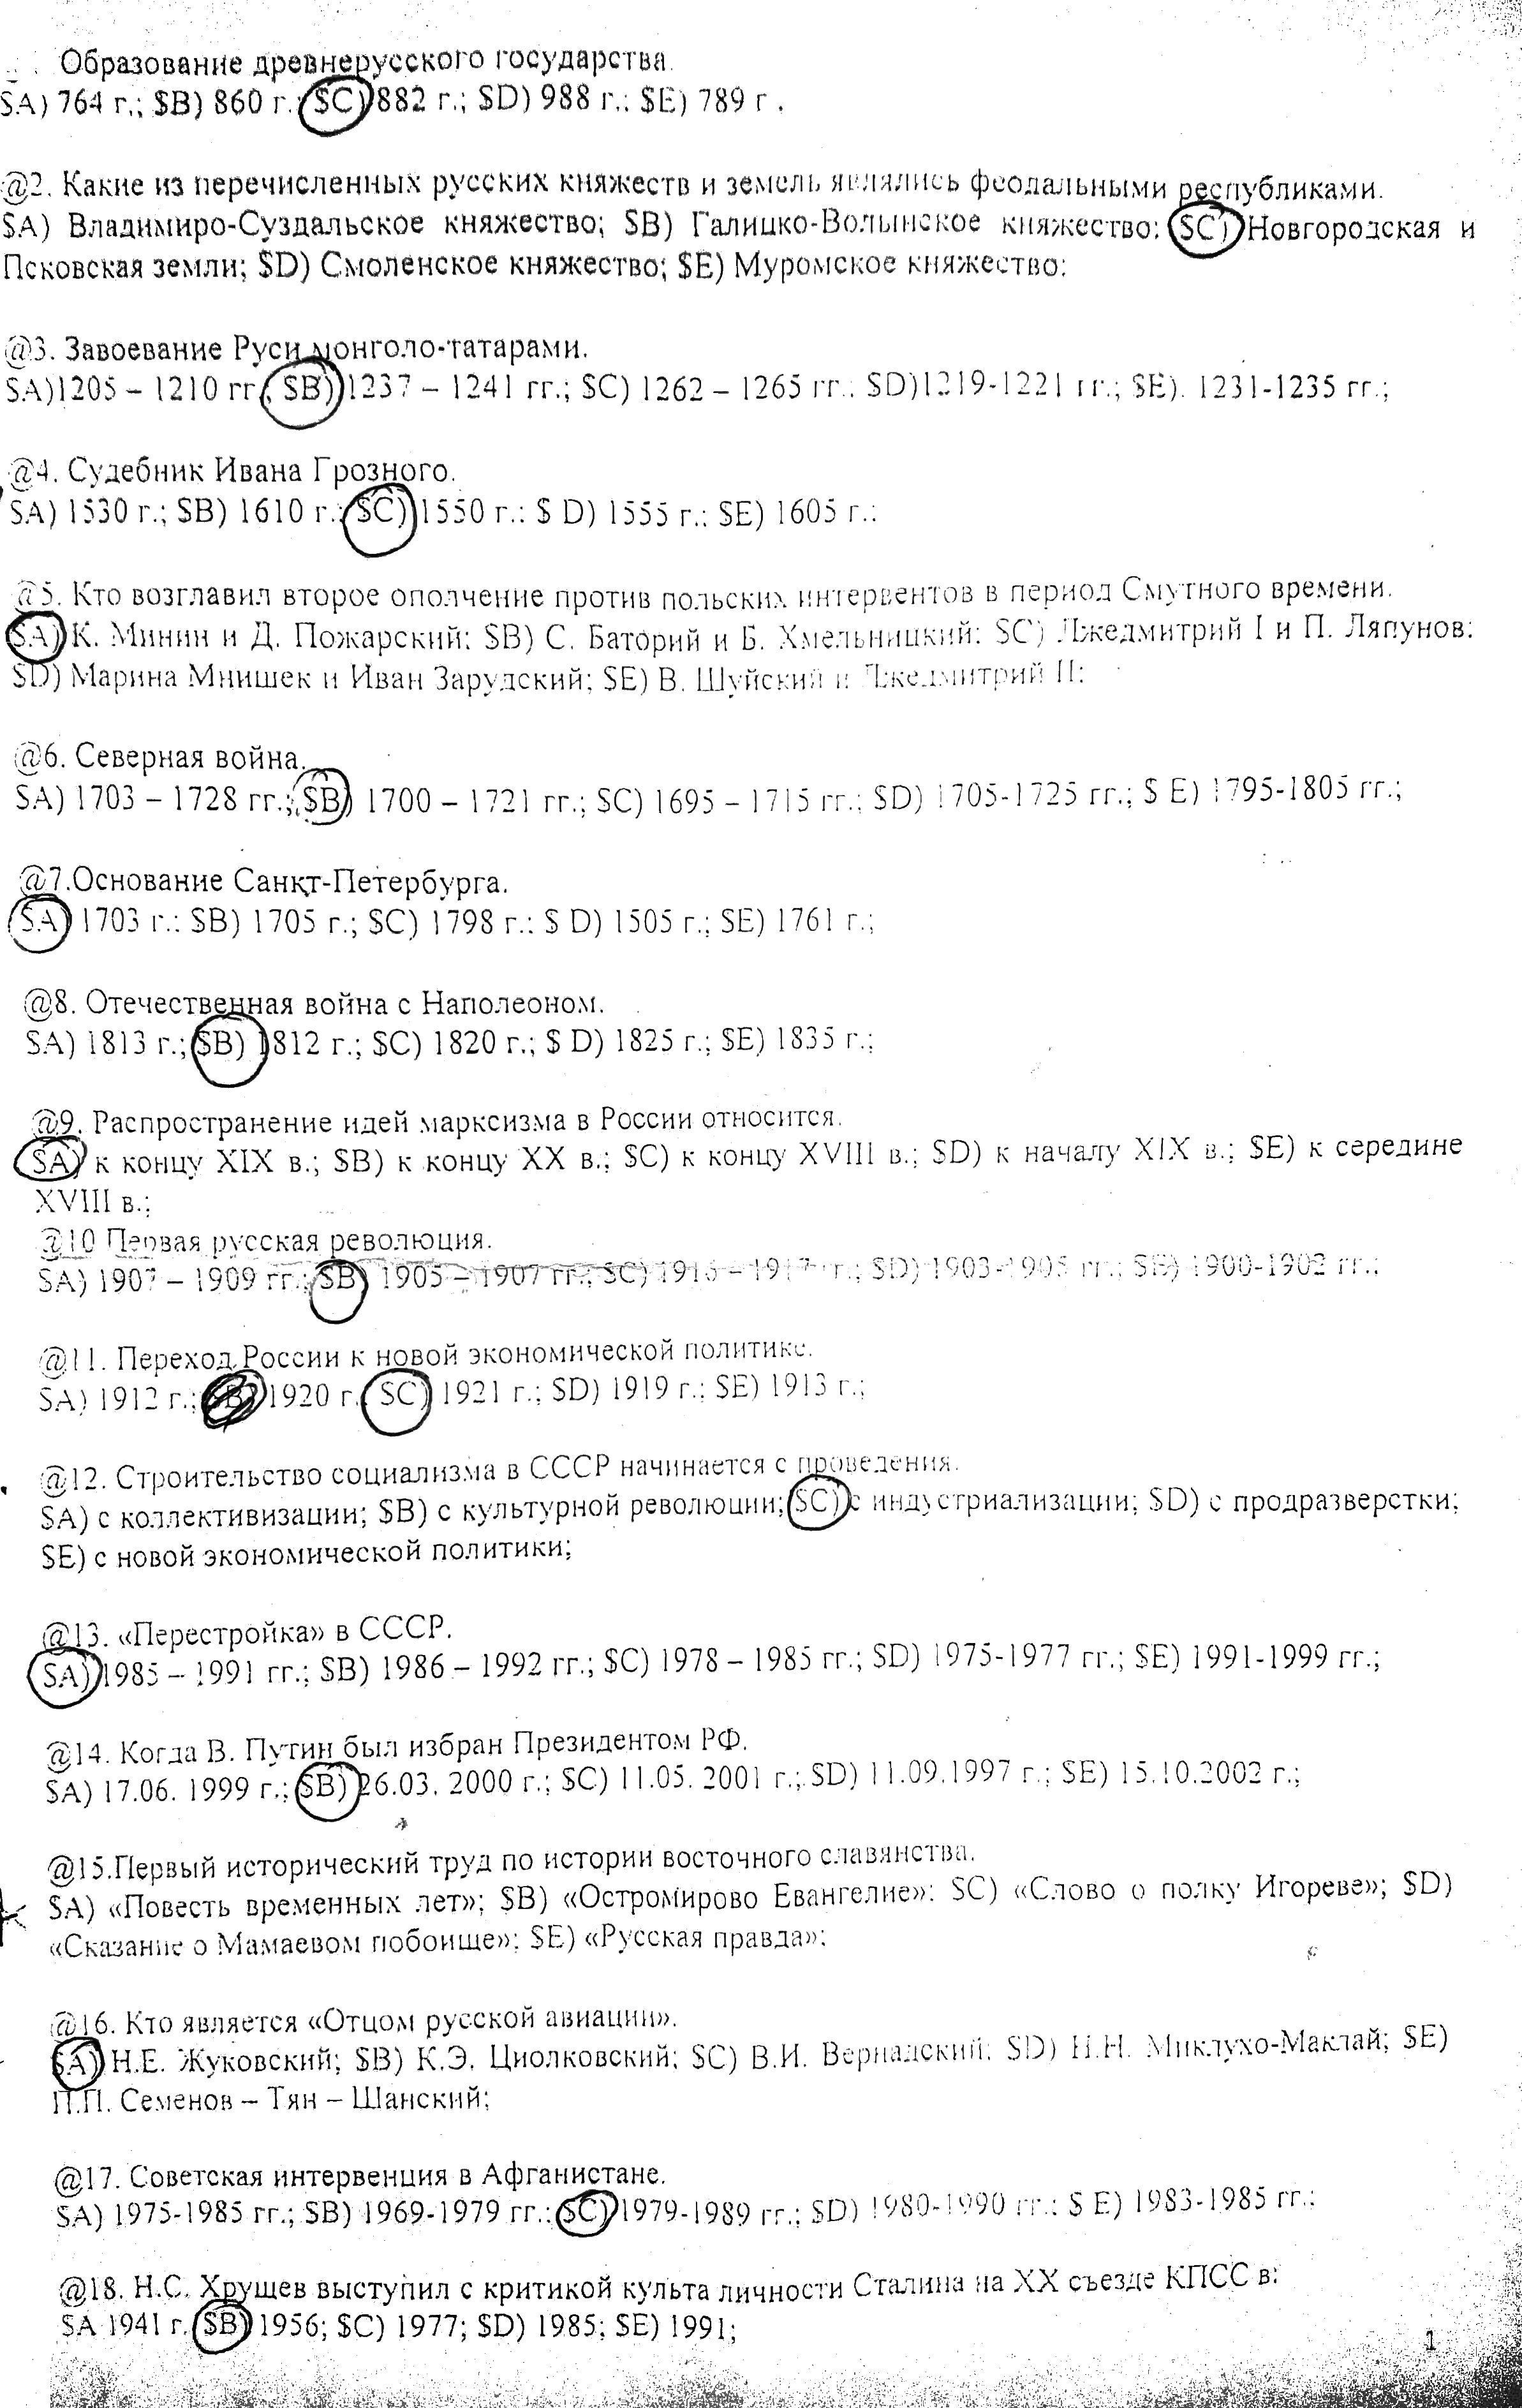 Образование древнерусского государства.
$A) 764 г.; $B) 860 г.; $C) 882 г.; $D) 988 г.; $E) 789 г.
@2. Какие из перечисленных русских княжеств и земель являлись феодальными республиками.
$A) Владимиро-Суздальское княжество; $B) Галицко-Волынское княжество; $C) Новгородская и
Псковская земли; $D) Смоленское княжество; $E) Муромское княжество;
@3. Завоевание Руси монголо-татарами.
$A)1205 – 1210 гг.; $B) 1237 – 1241 гг.; $C) 1262 – 1265 гг.; $D)1219-1221 гг.; $E). 1231-1235 гг.;
@4. Судебник Ивана Грозного.
$A) 1530 г.; $B) 1610 г.; $C) 1550 г.; $ D) 1555 г.; $E) 1605 г.;
@5. Кто возглавил второе ополчение против польских интервентов в период Смутного времени.
$A) К. Минин и Д. Пожарский; $B) С. Баторий и Б. Хмельницкий; $C) Лжедмитрий I и П. Ляпунов;
$D) Марина Мнишек и Иван Заруцский; $E) В. Шуйский и Лжедмитрий II;
@6. Северная война.
$A) 1703 – 1728 гг.; $B) 1700 – 1721 гг.; $C) 1695 – 1715 гг.; $D) 1705-1725 гг.; $ E) 1795-1805 гг.;
@7.Основание Санкт-Петербурга.
$A) 1703 г.; $B) 1705 г.; $C) 1798 г.; $ D) 1505 г.; $E) 1761 г.;
@8. Отечественная война с Наполеоном.
$A) 1813 г.; $B) 1812 г.; $C) 1820 г.; $ D) 1825 г.; $E) 1835 г.;
@9. Распространение идей марксизма в России относится.
$A) к концу XIX в.; $B) к концу XX в.; $C) к концу XVIII в.; $D) к началу XIX в.; $E) к середине
XVIII в.;
@10 Первая русская революция.
$A) 1907 – 1909 гг.; $B) 1905 – 1907 гг.; $C) 1916 – 1917 гг.; $D) 1903-1905 гг.; $E) 1900-1902 гг.;
@11. Переход России к новой экономической политике.
$A) 1912 г.; $B) 1920 г.; $C) 1921 г.; $D) 1919 г.; $E) 1913 г.;
@12. Строительство социализма в СССР начинается с проведения.
$A) с коллективизации; $B) с культурной революции; $C) с индустриализации; $D) с продразверстки;
$E) с новой экономической политики;
@13. «Перестройка» в СССР.
$A) 1985 – 1991 гг.; $B) 1986 – 1992 гг.; $C) 1978 – 1985 гг.; $D) 1975-1977 гг.; $E) 1991-1999 гг.;
@14. Когда В. Путин был избран Президентом РФ.
$A) 17.06. 1999 г.; $B) 26.03. 2000 г.; $C) 11.05. 2001 г.; $D) 11.09.1997 г.; $E) 15.10.2002 г.;
@15.Первый исторический труд по истории восточного славянства.
$A) «Повесть временных лет»; $B) «Остромирово Евангелие»; $C) «Слово о полку Игореве»; $D)
«Сказание о Мамаевом побоище»; $E) «Русская правда»;
@16. Кто является «Отцом русской авиации».
$A) Н.Е. Жуковский; $B) К.Э. Циолковский; $C) В.И. Вернадский; $D) Н.Н. Миклухо-Маклай; $E)
П.П. Семенов – Тян – Шанский;
@17. Советская интервенция в Афганистане.
$A) 1975-1985 гг.; $B) 1969-1979 гг.; $C) 1979-1989 гг.; $D) 1980-1990 гг.; $ E) 1983-1985 гг.;
@18. Н.С. Хрущев выступил с критикой культа личности Сталина на XX съезде КПСС в:
$A 1941 г. $B) 1956; $C) 1977; $D) 1985; $E) 1991;
1